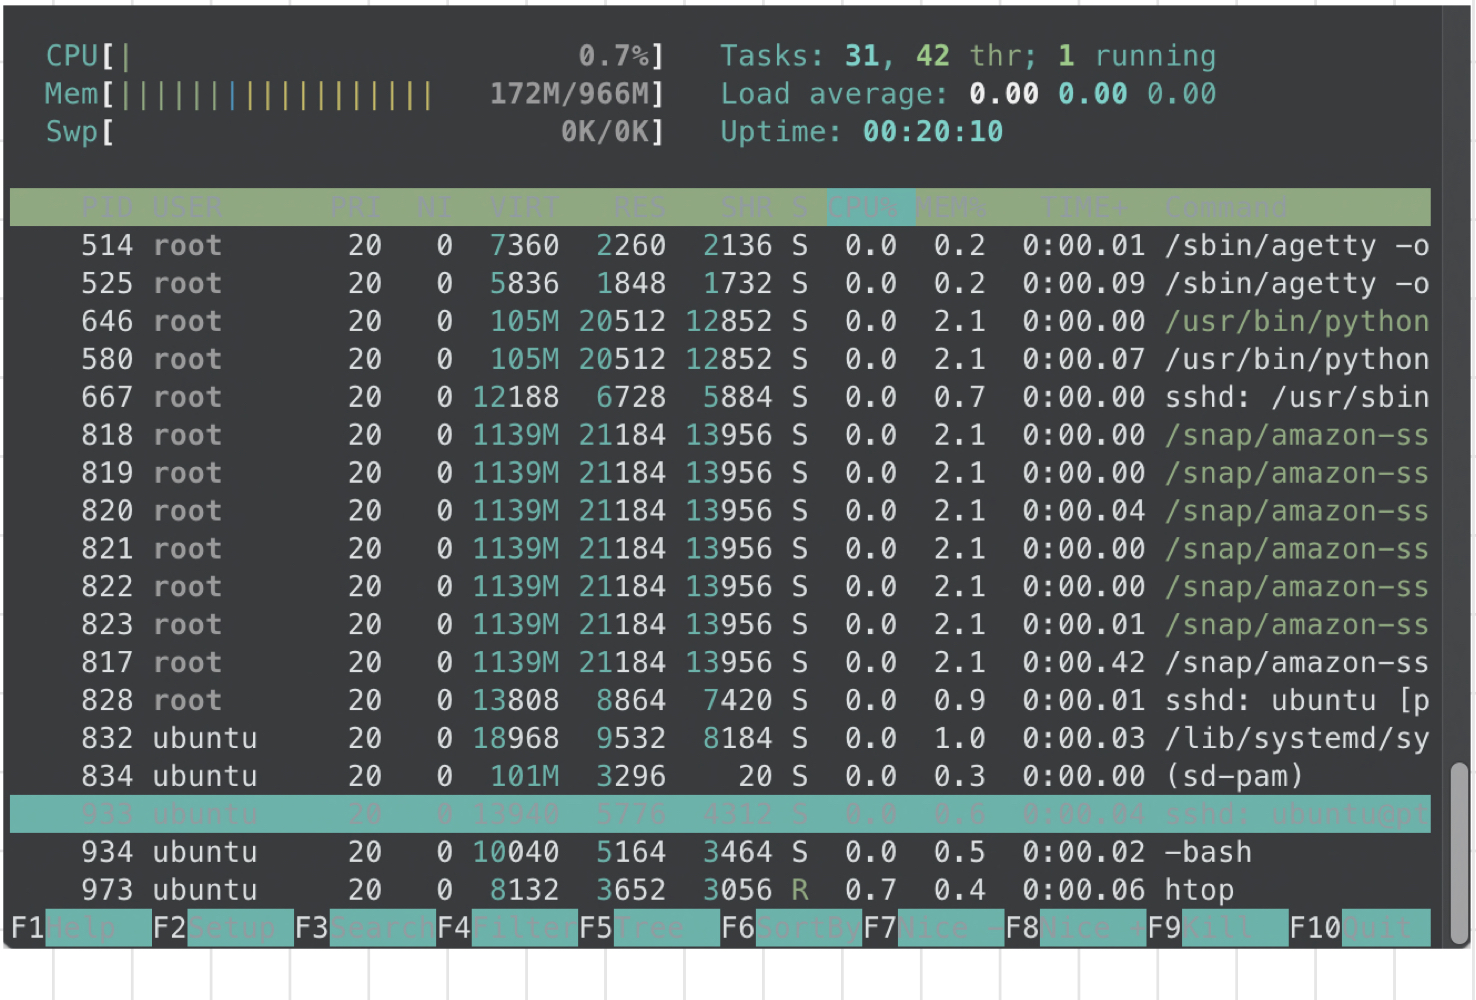 CPU[| 0.7%] Tasks: 31, 42 thr; 1 running
Mem[|||||||||||||||||| 172M/966M] Load average: 0.00 0.00 0.00
Swp[ 0K/0K] Uptime: 00:20:10
PID USER PRI NI VIRT RES SHR S CPU% MEM% TIME+ Command
514 root 20 0 7360 2260 2136 S 0.0 0.2 0:00.01 /sbin/agetty -o
525 root 20 0 5836 1848 1732 S 0.0 0.2 0:00.09 /sbin/agetty -o
646 root 20 0 105M 20512 12852 S 0.0 2.1 0:00.00 /usr/bin/python
580 root 20 0 105M 20512 12852 S 0.0 2.1 0:00.07 /usr/bin/python
667 root 20 0 12188 6728 5884 S 0.0 0.7 0:00.00 sshd: /usr/sbin
818 root 20 0 1139M 21184 13956 S 0.0 2.1 0:00.00 /snap/amazon-ss
819 root 20 0 1139M 21184 13956 S 0.0 2.1 0:00.00 /snap/amazon-ss
820 root 20 0 1139M 21184 13956 S 0.0 2.1 0:00.04 /snap/amazon-ss
821 root 20 0 1139M 21184 13956 S 0.0 2.1 0:00.00 /snap/amazon-ss
822 root 20 0 1139M 21184 13956 S 0.0 2.1 0:00.00 /snap/amazon-ss
823 root 20 0 1139M 21184 13956 S 0.0 2.1 0:00.01 /snap/amazon-ss
817 root 20 0 1139M 21184 13956 S 0.0 2.1 0:00.42 /snap/amazon-ss
828 root 20 0 13808 8864 7420 S 0.0 0.9 0:00.01 sshd: ubuntu [p
832 ubuntu 20 0 18968 9532 8184 S 0.0 1.0 0:00.03 /lib/systemd/sy
834 ubuntu 20 0 101M 3296 20 S 0.0 0.3 0:00.00 (sd-pam)
933 ubuntu 20 0 13940 5776 4312 S 0.0 0.6 0:00.04 sshd: ubuntu@pt
934 ubuntu 20 0 10040 5164 3464 S 0.0 0.5 0:00.02 -bash
973 ubuntu 20 0 8132 3652 3056 R 0.7 0.4 0:00.06 htop
F1Help F2Setup F3SearchF4FilterF5Tree F6SortByF7Nice -F8Nice +F9Kill F10Quit